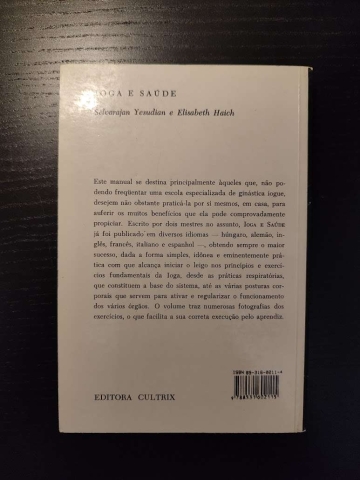 IOGA E SAÚDE
Selvarajan Yesudian e Elisabeth Haich
Este manual se destina principalmente àqueles que, não po-
dendo freqüentar uma escola especializada de ginástica iogue,
desejem não obstante praticá-la por si mesmos, em casa, para
auferir os muitos benefícios que ela pode comprovadamente
propiciar. Escrito por dois mestres no assunto, IOGA E SAÚDE
já foi publicado em diversos idiomas — húngaro, alemão, in-
glês, francês, italiano e espanhol —, obtendo sempre o maior
sucesso, dada a forma simples, idônea e eminentemente prá-
tica com que alcança iniciar o leigo nos princípios e exercí-
cios fundamentais da Ioga, desde as práticas respiratórias,
que constituem a base do sistema, até as várias posturas cor-
porais que servem para ativar e regularizar o funcionamento
dos vários órgãos. O volume traz numerosas fotografias dos
exercícios, o que facilita a sua correta execução pelo aprendiz.
EDITORA CULTRIX
ISBN